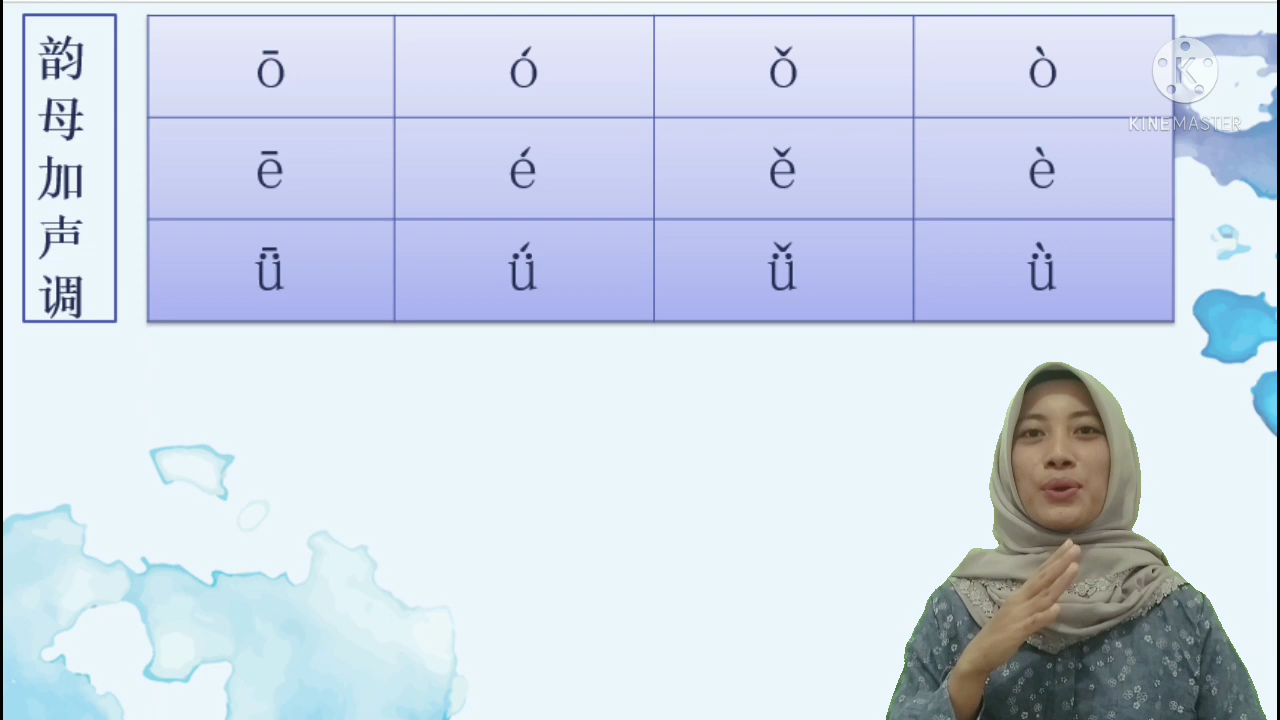 韵母加声调
ō ó ǒ ò
ē é ě è
ǖ ǘ ǚ ǜ
KINEMASTER